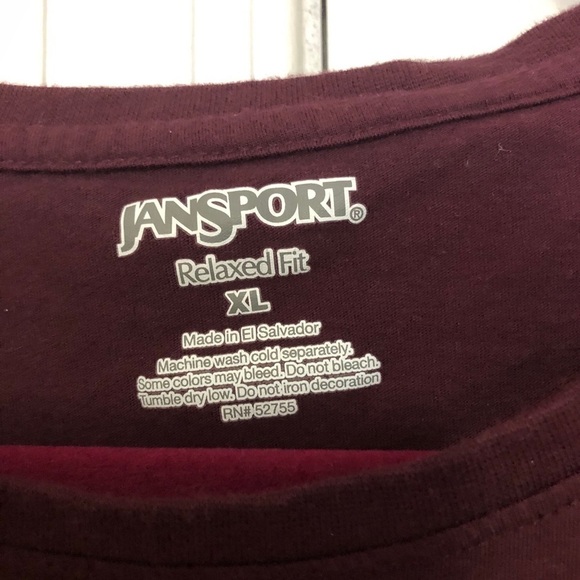 JANSPORT®
Relaxed Fit
XL
Made in El Salvador
Machine wash cold separately.
Some colors may bleed. Do not bleach.
Tumble dry low. Do not iron decoration
RN# 52755